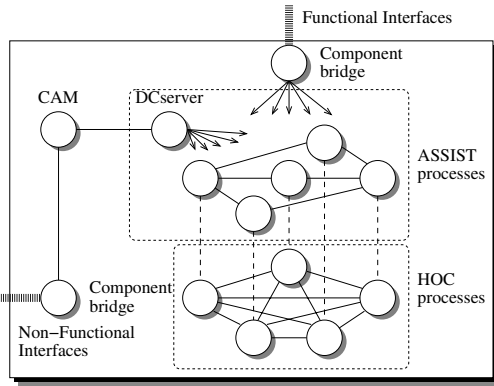 Functional Interfaces
Component
bridge
CAM
DCserver
ASSIST
processes
Component
bridge
HOC
processes
Non−Functional
Interfaces